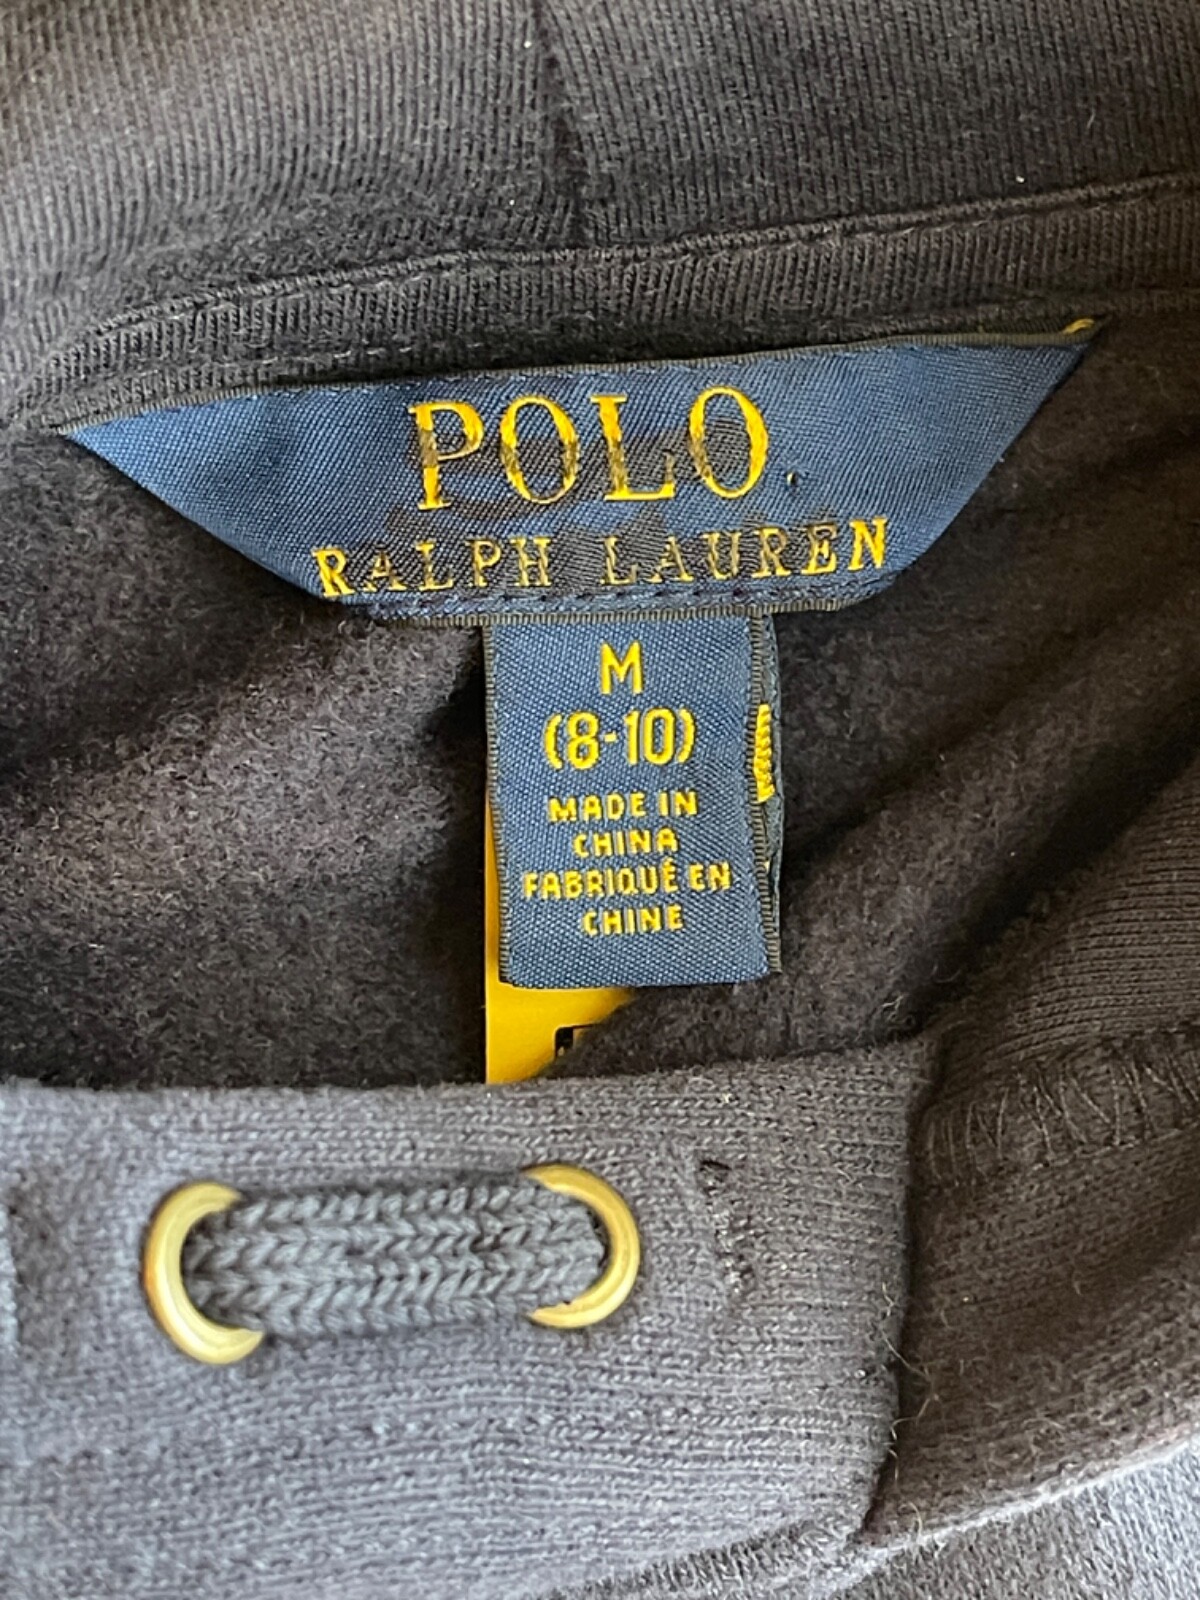 POLO
RALPH LAUREN
M
(8-10)
MADE IN
CHINA
FABRIQUÉ EN
CHINE